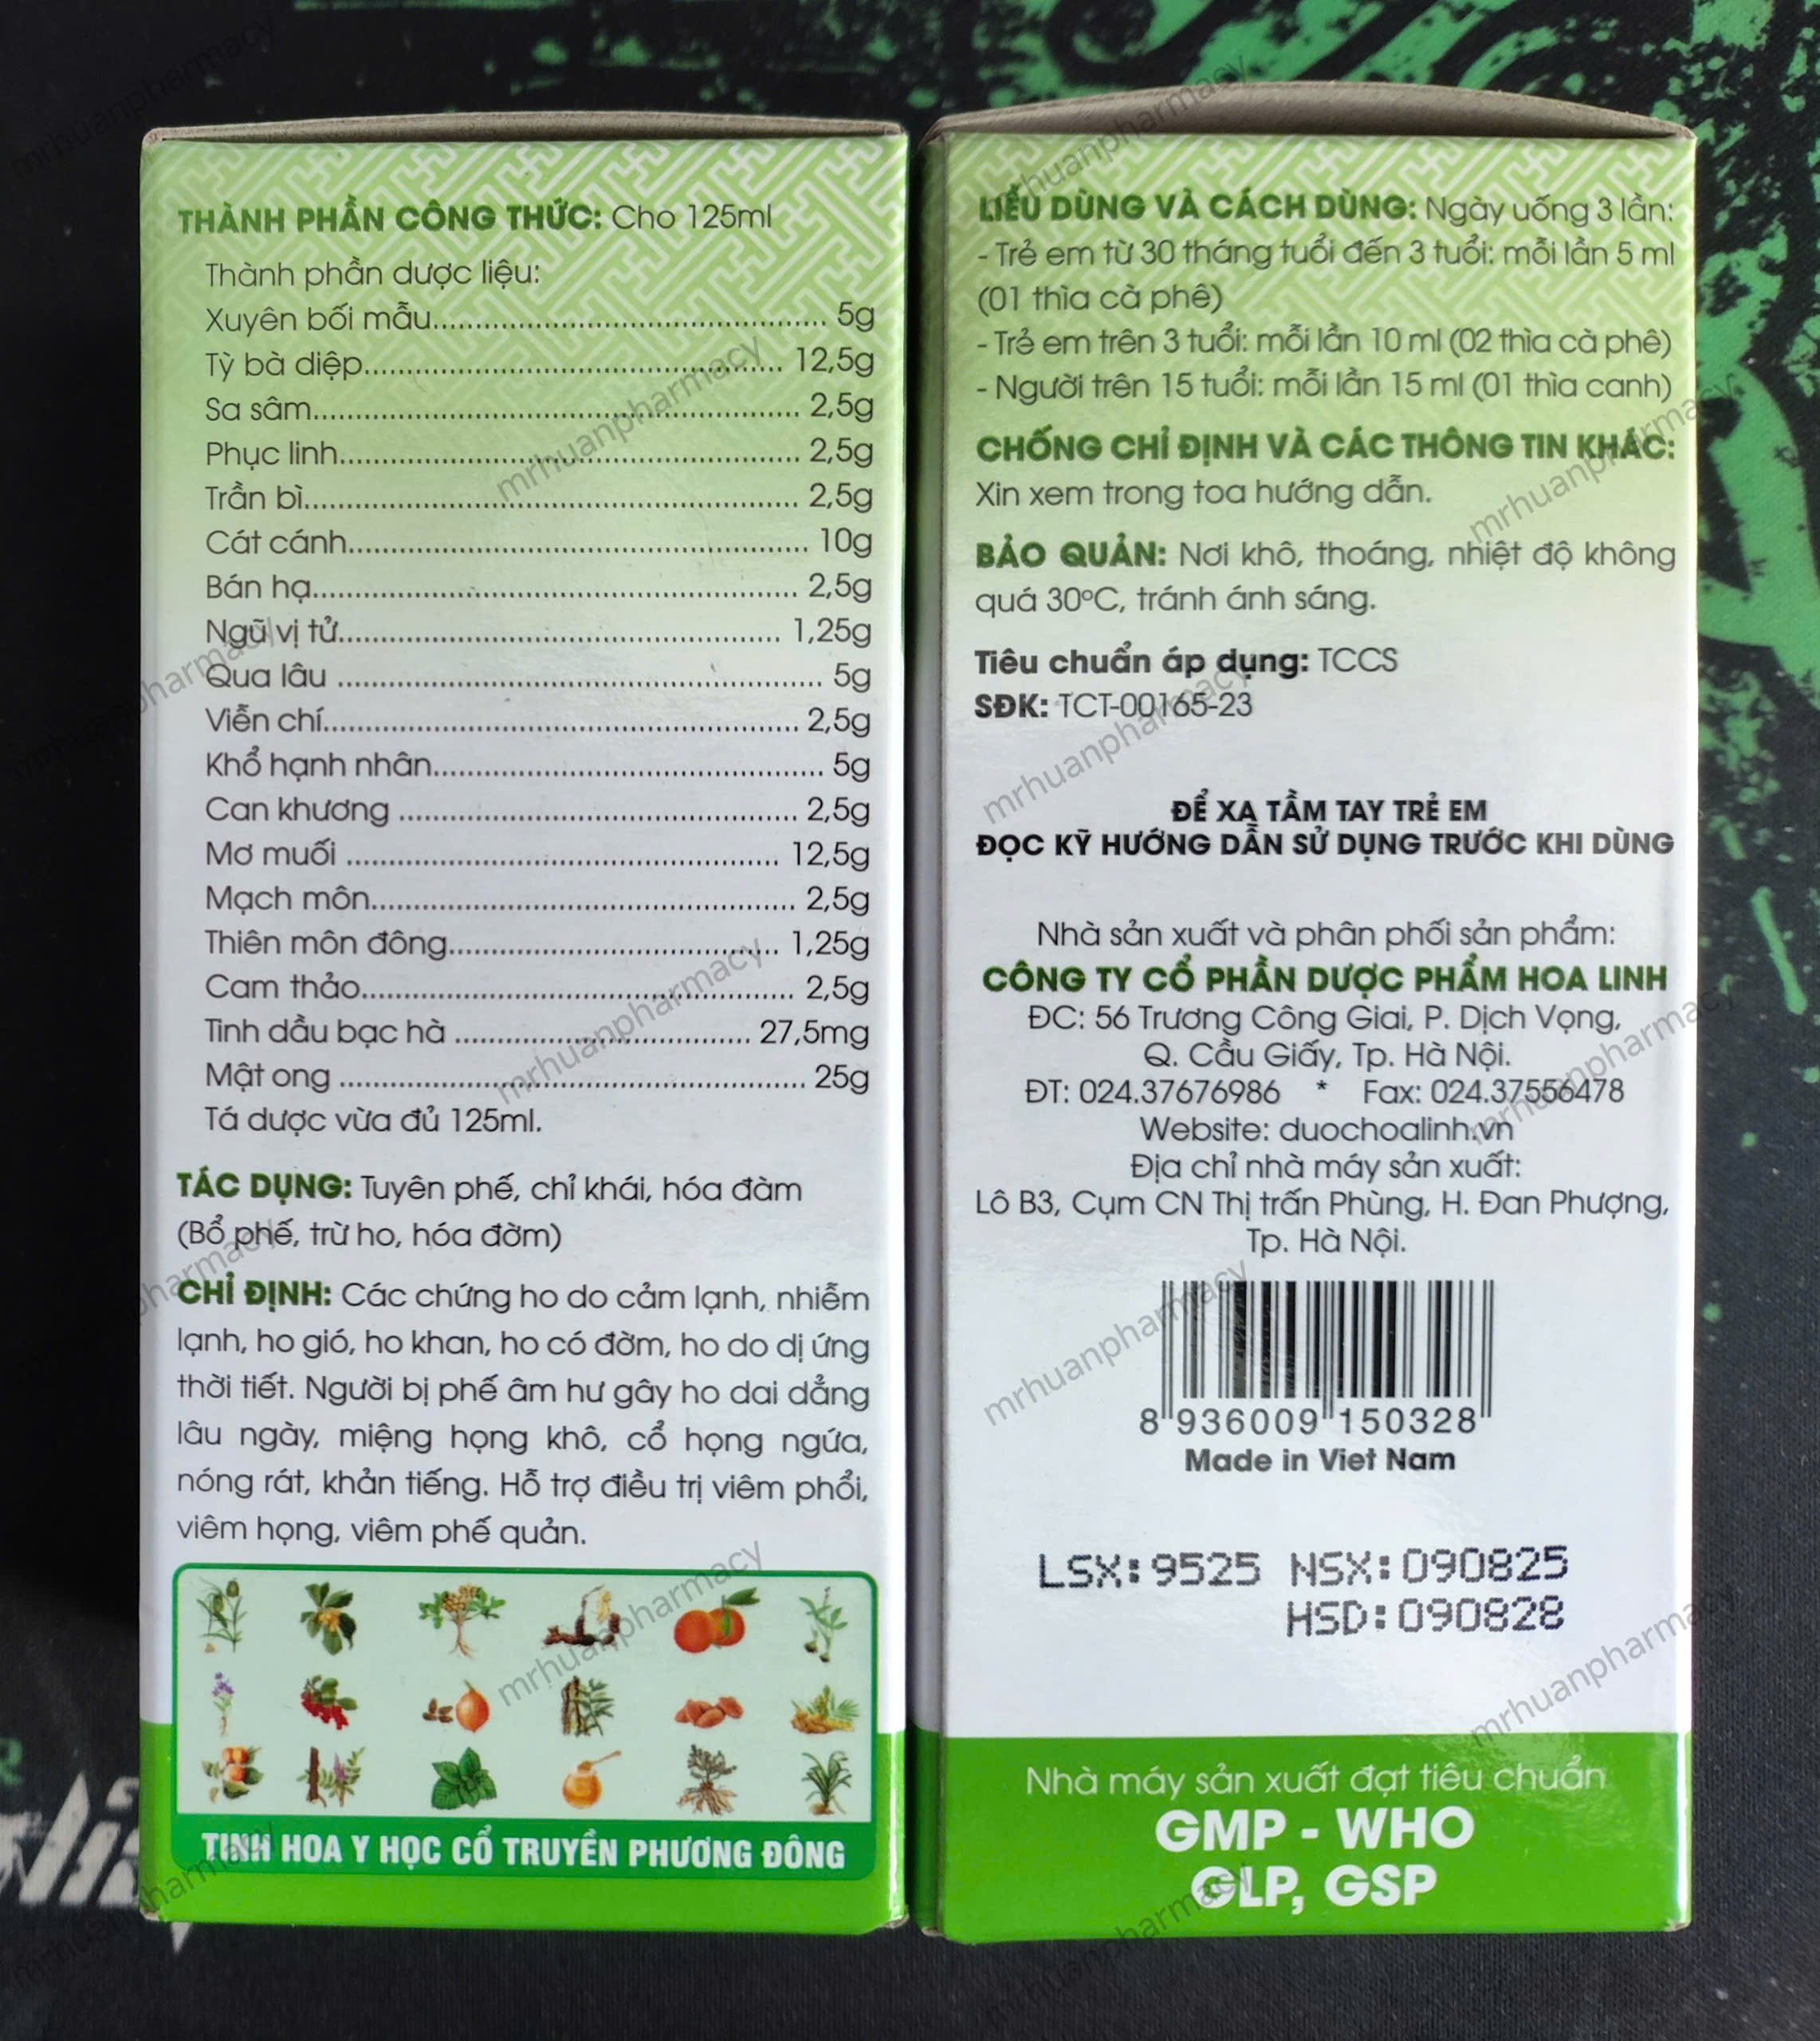 THÀNH PHẦN CÔNG THỨC: Cho 125ml
Thành phần dược liệu:
Xuyên bối mẫu.......... 5g
Tỳ bà diệp.......... 12,5g
Sa sâm.......... 2,5g
Phục linh.......... 2,5g
Trần bì.......... 2,5g
Cát cánh.......... 10g
Bán hạ.......... 2,5g
Ngũ vị tử.......... 1,25g
Qua lâu .......... 5g
Viễn chí.......... 2,5g
Khổ hạnh nhân.......... 5g
Can khương .......... 2,5g
Mơ muối .......... 12,5g
Mạch môn.......... 2,5g
Thiên môn đông.......... 1,25g
Cam thảo.......... 2,5g
Tinh dầu bạc hà .......... 27,5mg
Mật ong .......... 25g
Tá dược vừa đủ 125ml.
TÁC DỤNG: Tuyên phế, chỉ khái, hóa đàm
(Bổ phế, trừ ho, hóa đờm)
CHỈ ĐỊNH: Các chứng ho do cảm lạnh, nhiễm
lạnh, ho gió, ho khan, ho có đờm, ho do dị ứng
thời tiết. Người bị phế âm hư gây ho dai dẳng
lâu ngày, miệng họng khô, cổ họng ngứa,
nóng rát, khản tiếng. Hỗ trợ điều trị viêm phổi,
viêm họng, viêm phế quản.
TINH HOA Y HỌC CỔ TRUYỀN PHƯƠNG ĐÔNG
LIỀU DÙNG VÀ CÁCH DÙNG: Ngày uống 3 lần:
- Trẻ em từ 30 tháng tuổi đến 3 tuổi: mỗi lần 5 ml
(01 thìa cà phê)
- Trẻ em trên 3 tuổi: mỗi lần 10 ml (02 thìa cà phê)
- Người trên 15 tuổi: mỗi lần 15 ml (01 thìa canh)
CHỐNG CHỈ ĐỊNH VÀ CÁC THÔNG TIN KHÁC:
Xin xem trong toa hướng dẫn.
BẢO QUẢN: Nơi khô, thoáng, nhiệt độ không
quá 30°C, tránh ánh sáng.
Tiêu chuẩn áp dụng: TCCS
SĐK: TCT-00165-23
ĐỂ XA TẦM TAY TRẺ EM
ĐỌC KỸ HƯỚNG DẪN SỬ DỤNG TRƯỚC KHI DÙNG
Nhà sản xuất và phân phối sản phẩm:
CÔNG TY CỔ PHẦN DƯỢC PHẨM HOA LINH
ĐC: 56 Trương Công Giai, P. Dịch Vọng,
Q. Cầu Giấy, Tp. Hà Nội.
ĐT: 024.37676986 * Fax: 024.37556478
Website: duochoalinh.vn
Địa chỉ nhà máy sản xuất:
Lô B3, Cụm CN Thị trấn Phùng, H. Đan Phượng,
Tp. Hà Nội.
8 936009 150328
Made in Viet Nam
LSX: 9525 NSX: 090825
HSD: 090828
Nhà máy sản xuất đạt tiêu chuẩn
GMP - WHO
GLP, GSP
mrhuanpharmacy